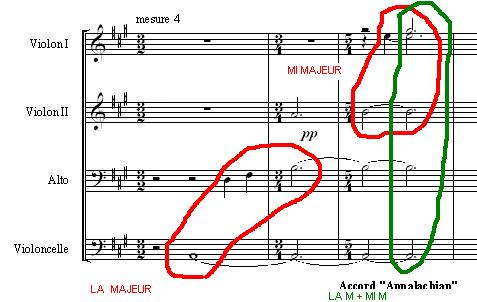 mesure 4
Violon I
MI MAJEUR
Violon II
pp
Alto
Violoncelle
Accord "Appalachian"
LA MAJEUR
LA M + MI M